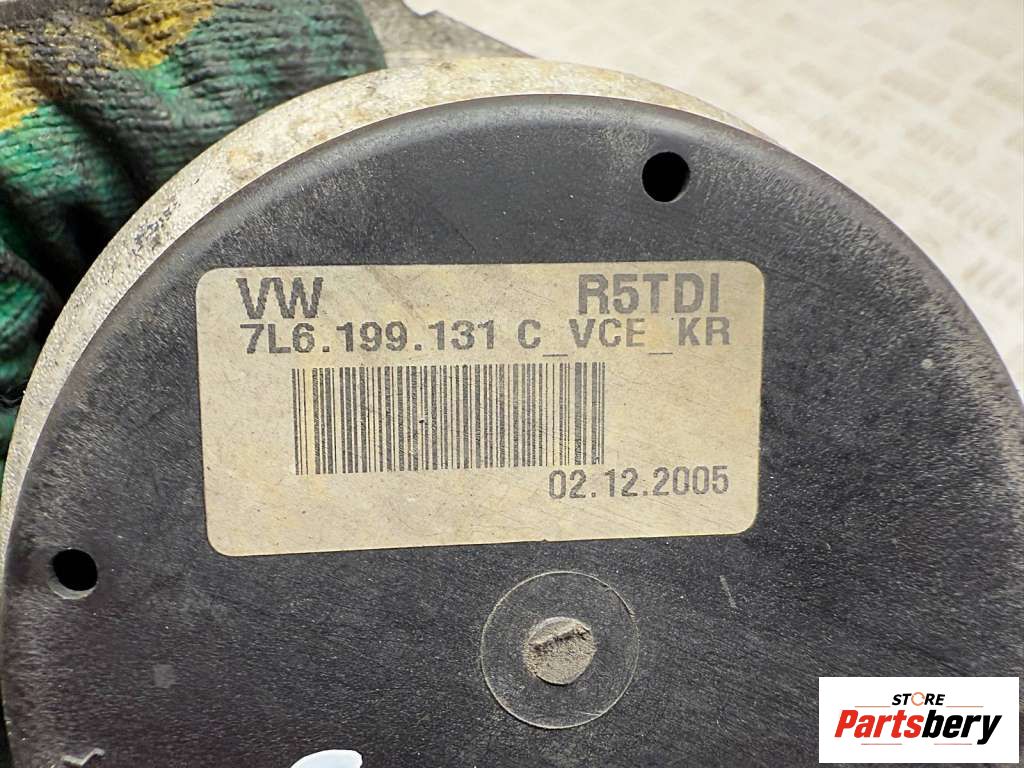 VW R5TDI
7L6.199.131 C_VCE_KR
02.12.2005
STORE
Partsbery